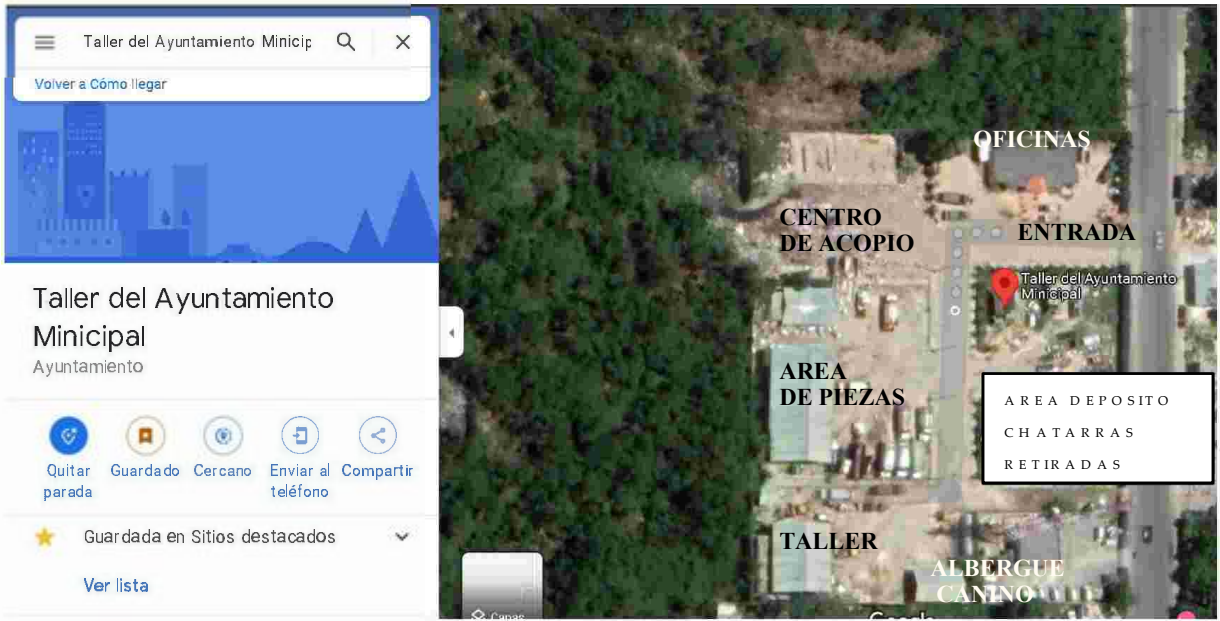 Taller del Ayuntamiento Minicip
Volver a Cómo llegar
Taller del Ayuntamiento
Minicipal
Ayuntamiento
Quitar
parada
Guardado
Cercano
Enviar al
teléfono
Compartir
Guardada en Sitios destacados
Ver lista
Capas
OFICINAS
CENTRO
DE ACOPIO
ENTRADA
Taller del Ayuntamiento
Minicipal
AREA
DE PIEZAS
AREA DEPOSITO
CHATARRAS
RETIRADAS
TALLER
ALBERGUE
CANINO
Google